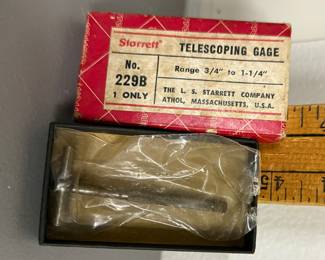 Starrett
TELESCOPING GAGE
No.
229B
1 ONLY
Range 3/4" to 1-1/4"
THE L. S. STARRETT COMPANY
ATHOL, MASSACHUSETTS, U.S.A.
45